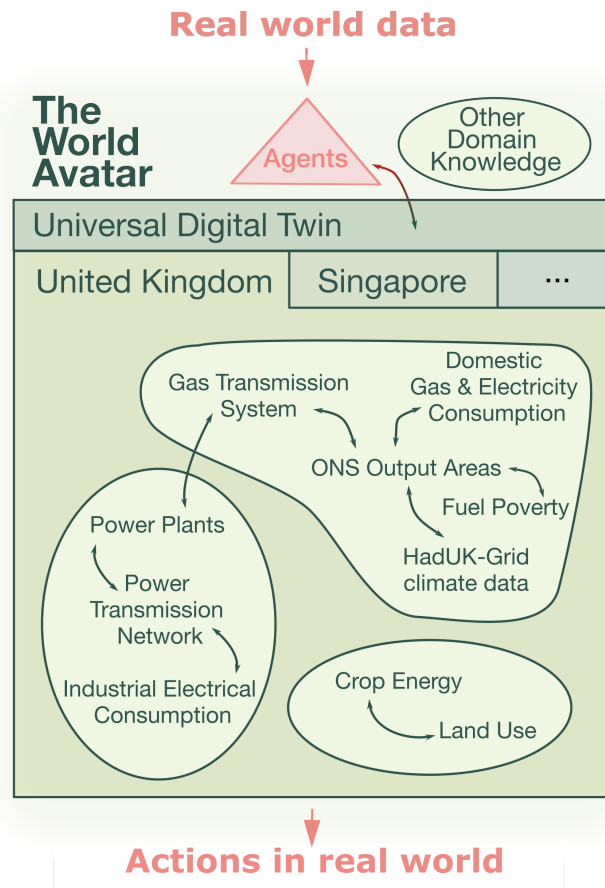 Real world data
The
World
Avatar
Agents
Other
Domain
Knowledge
Universal Digital Twin
United Kingdom
Singapore
...
Gas Transmission
System
Domestic
Gas & Electricity
Consumption
ONS Output Areas
Fuel Poverty
HadUK-Grid
climate data
Power Plants
Power
Transmission
Network
Industrial Electrical
Consumption
Crop Energy
Land Use
Actions in real world